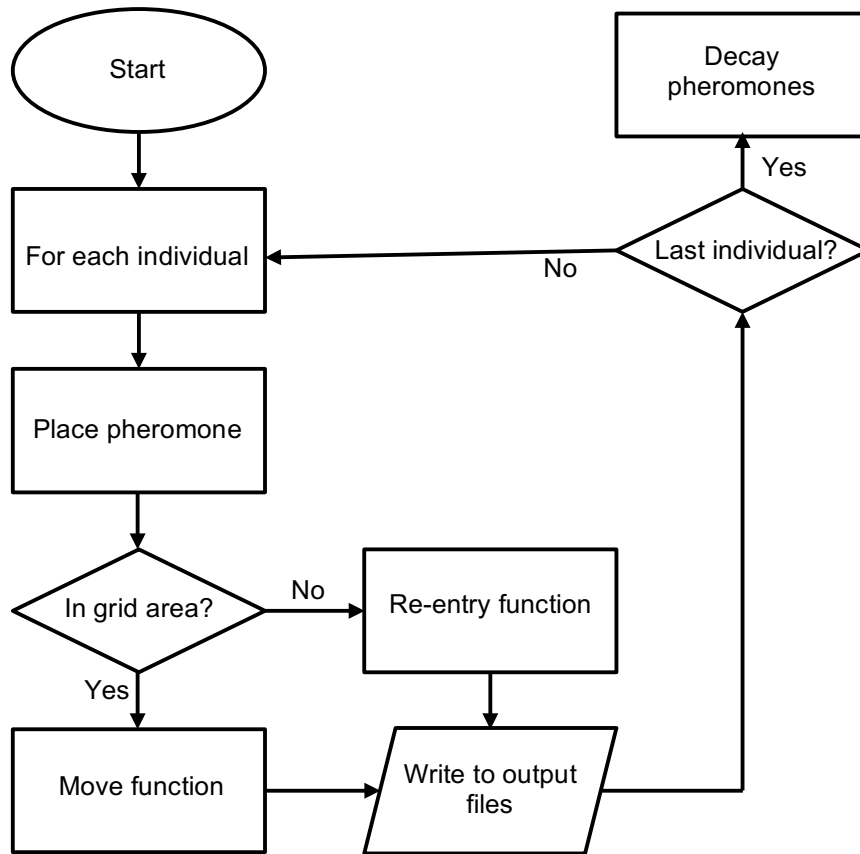 Start
Decay
pheromones
Yes
For each individual
Last individual?
No
Place pheromone
In grid area?
No
Re-entry function
Yes
Move function
Write to output
files